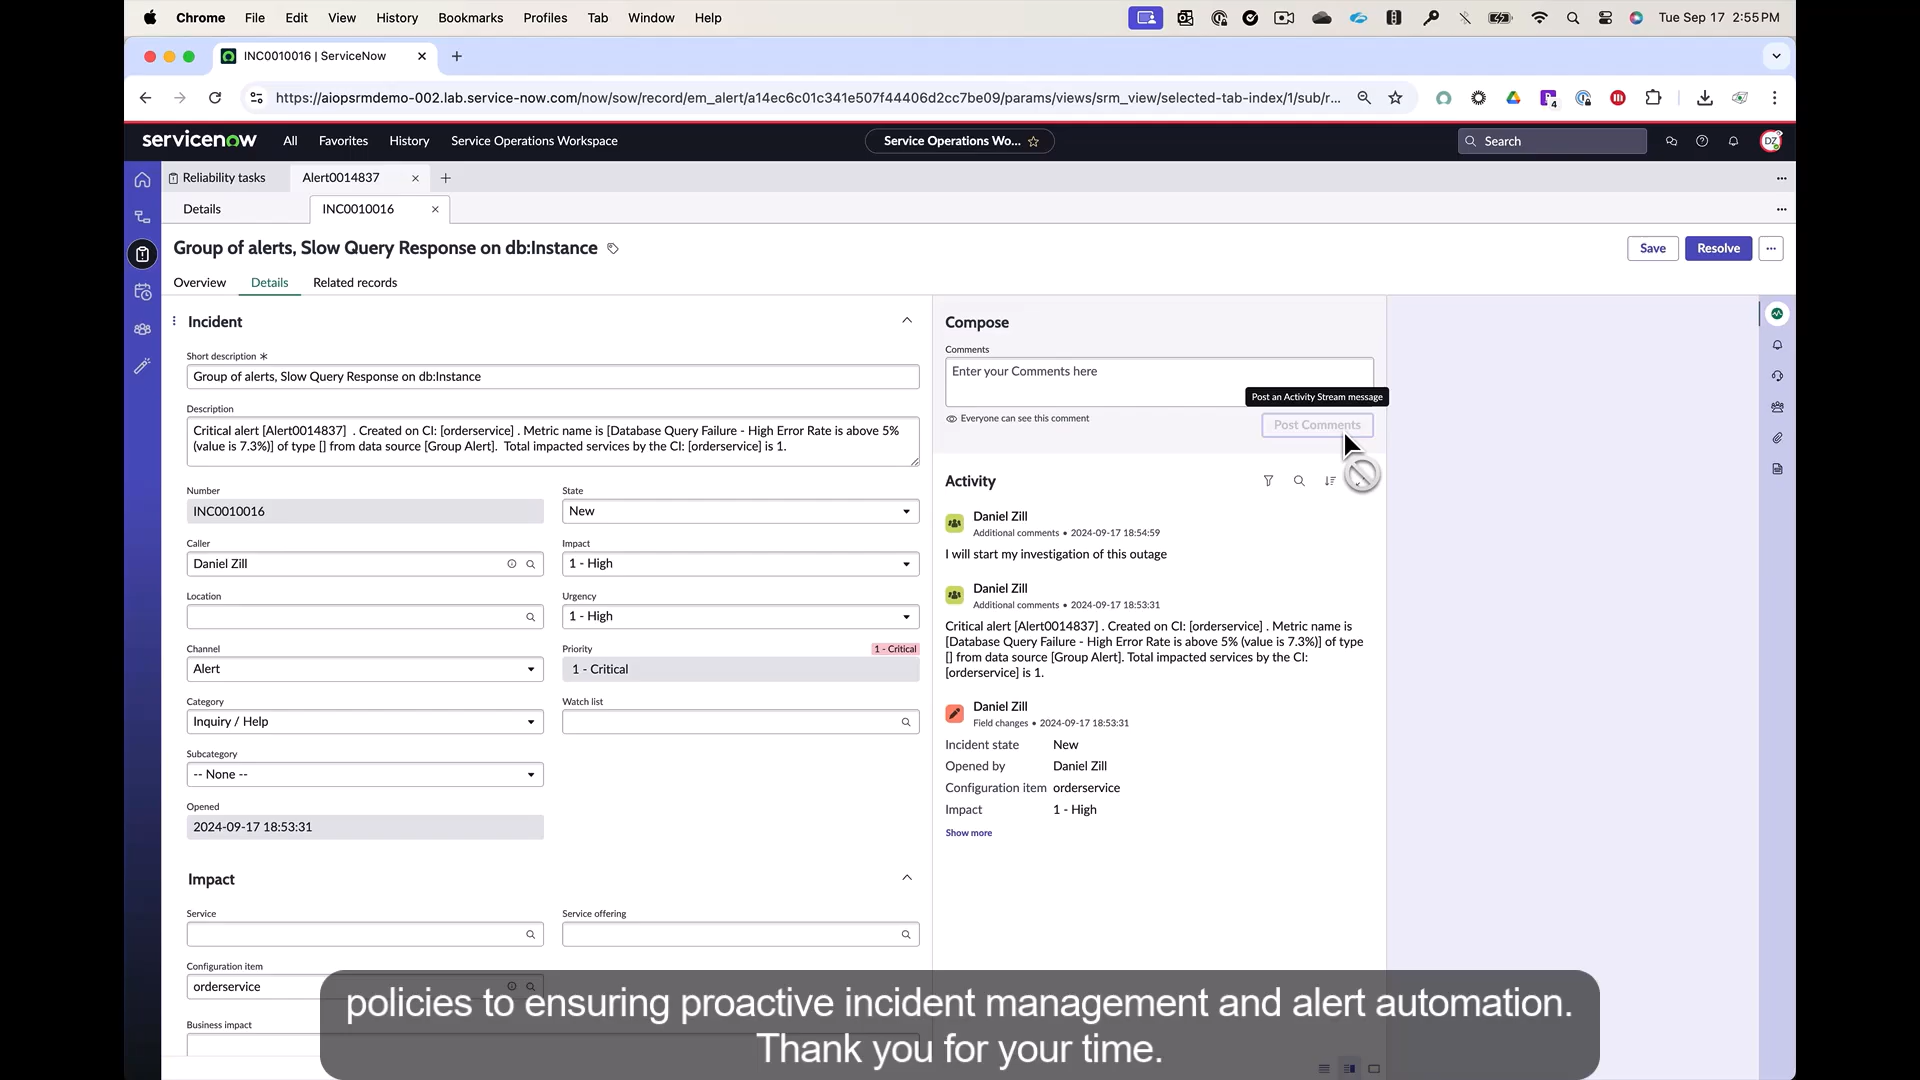 Chrome File Edit View History Bookmarks Profiles Tab Window Help
Tue Sep 17 2:55 PM
INC0010016 | ServiceNow
https://aiopsrmdemo-002.lab.service-now.com/now/sow/record/em_alert/a14ec6c01c341e507f44406d2cc7be09/params/views/srm_view/selected-tab-index/1/sub/r...
4
servicenow All Favorites History Service Operations Workspace
Service Operations Wo...
Search
DZ
Reliability tasks
Alert0014837
Details
INC0010016
Group of alerts, Slow Query Response on db:Instance
Save
Resolve
Overview Details Related records
Incident
Short description
Group of alerts, Slow Query Response on db:Instance
Description
Critical alert [Alert0014837] . Created on CI: [orderservice] . Metric name is [Database Query Failure - High Error Rate is above 5%
(value is 7.3%)] of type [] from data source [Group Alert]. Total impacted services by the CI: [orderservice] is 1.
Number
INC0010016
State
New
Caller
Daniel Zill
Impact
1 - High
Location
Urgency
1 - High
Channel
Alert
Priority
1 - Critical
1 - Critical
Category
Inquiry / Help
Watch list
Subcategory
-- None --
Opened
2024-09-17 18:53:31
Impact
Service
Service offering
Configuration item
orderservice
Business impact
Compose
Comments
Enter your Comments here
Post an Activity Stream message
Everyone can see this comment
Post Comments
Activity
Daniel Zill
Additional comments • 2024-09-17 18:54:59
I will start my investigation of this outage
Daniel Zill
Additional comments • 2024-09-17 18:53:31
Critical alert [Alert0014837] . Created on CI: [orderservice] . Metric name is
[Database Query Failure - High Error Rate is above 5% (value is 7.3%)] of type
[] from data source [Group Alert]. Total impacted services by the CI:
[orderservice] is 1.
Daniel Zill
Field changes • 2024-09-17 18:53:31
Incident state New
Opened by Daniel Zill
Configuration item orderservice
Impact 1 - High
Show more
policies to ensuring proactive incident management and alert automation.
Thank you for your time.